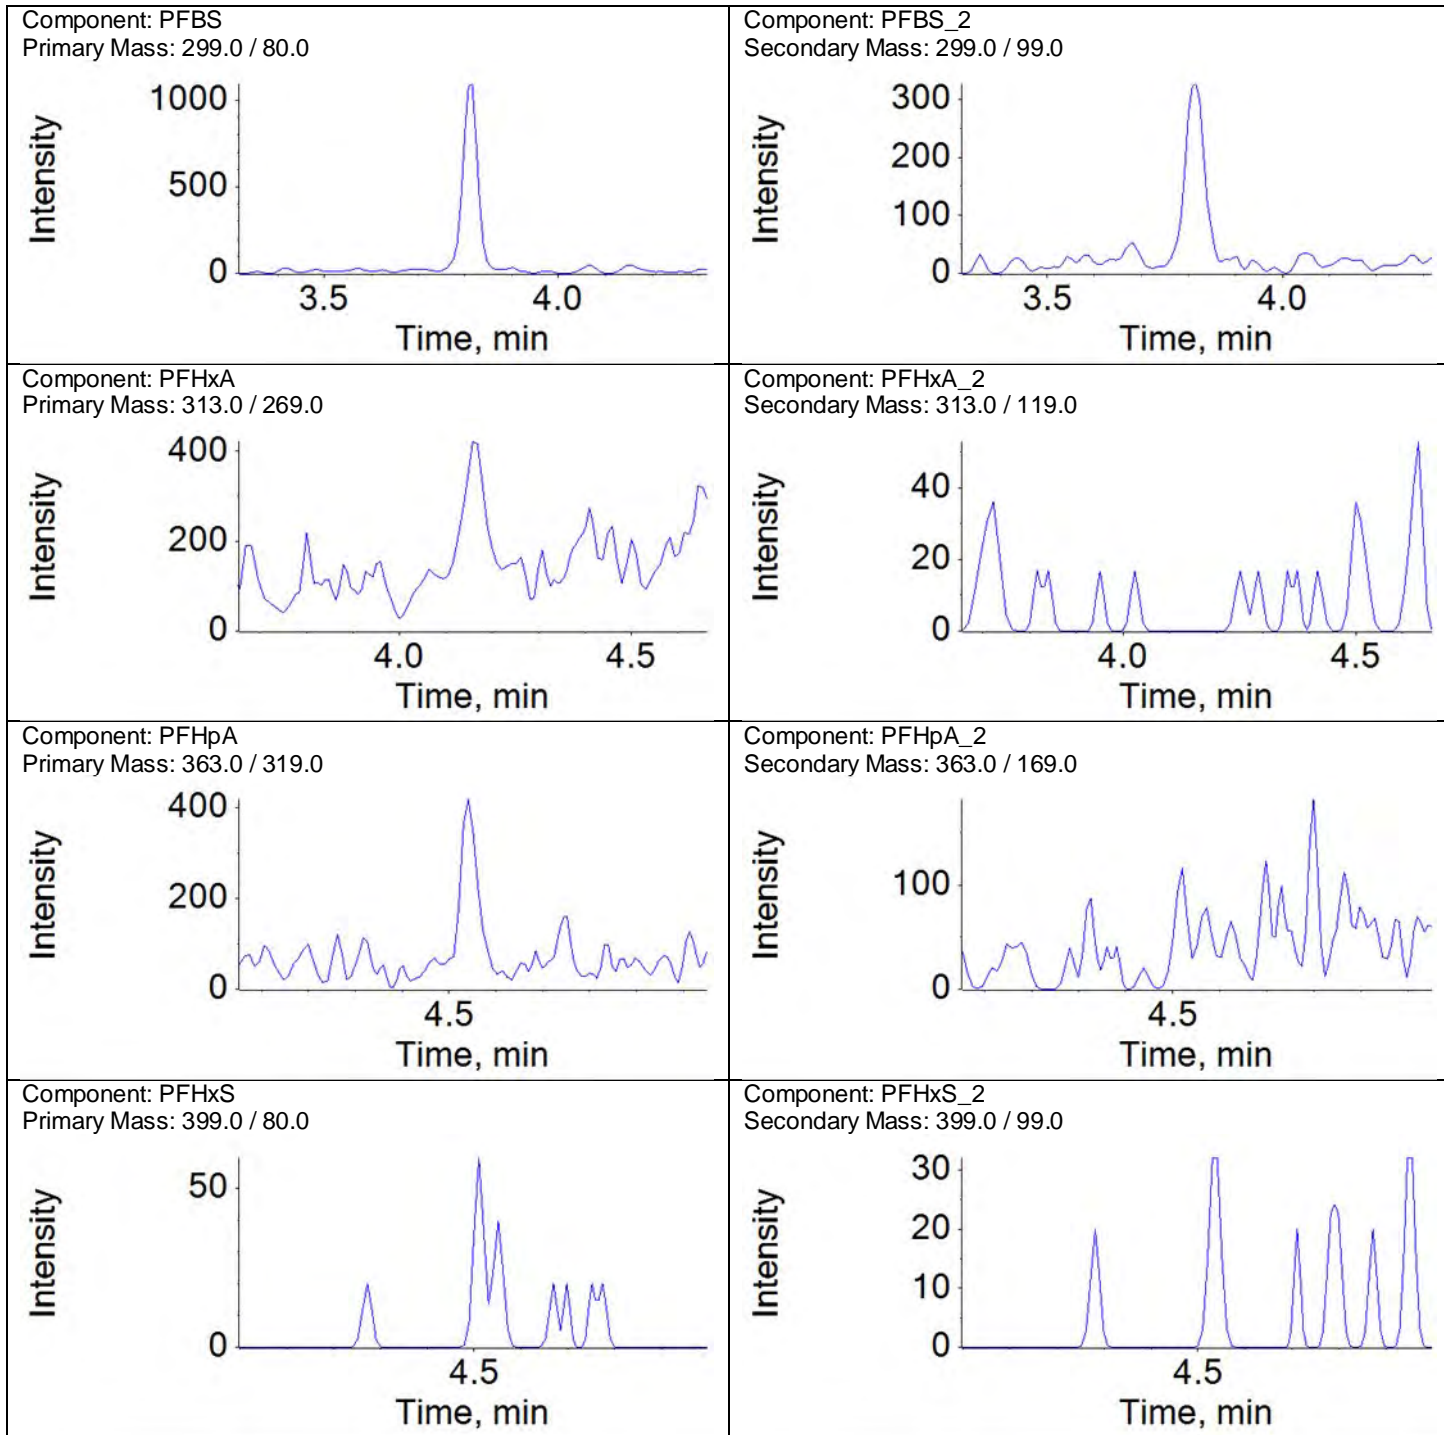 Component: PFBS
Primary Mass: 299.0 / 80.0
Intensity
1000
500
0
3.5 4.0
Time, min
Component: PFBS_2
Secondary Mass: 299.0 / 99.0
Intensity
300
200
100
0
3.5 4.0
Time, min
Component: PFHxA
Primary Mass: 313.0 / 269.0
Intensity
400
200
0
4.0 4.5
Time, min
Component: PFHxA_2
Secondary Mass: 313.0 / 119.0
Intensity
40
20
0
4.0 4.5
Time, min
Component: PFHpA
Primary Mass: 363.0 / 319.0
Intensity
400
200
0
4.5
Time, min
Component: PFHpA_2
Secondary Mass: 363.0 / 169.0
Intensity
100
0
4.5
Time, min
Component: PFHxS
Primary Mass: 399.0 / 80.0
Intensity
50
0
4.5
Time, min
Component: PFHxS_2
Secondary Mass: 399.0 / 99.0
Intensity
30
20
10
0
4.5
Time, min